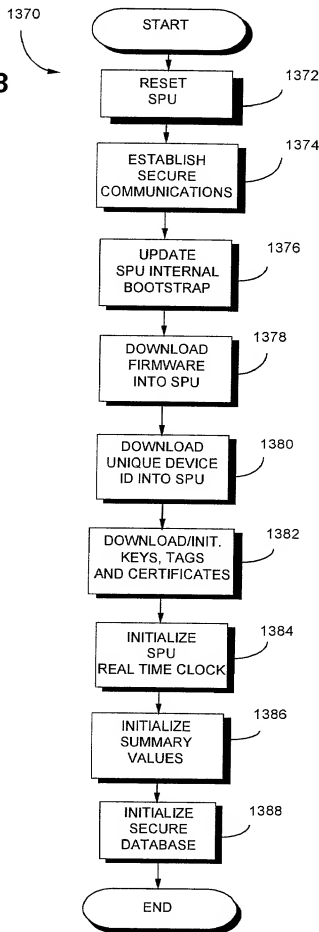 1370
START
3
RESET
SPU
1372
ESTABLISH
SECURE
COMMUNICATIONS
1374
UPDATE
SPU INTERNAL
BOOTSTRAP
1376
DOWNLOAD
FIRMWARE
INTO SPU
1378
DOWNLOAD
UNIQUE DEVICE
ID INTO SPU
1380
DOWNLOAD/INIT.
KEYS, TAGS
AND CERTIFICATES
1382
INITIALIZE
SPU
REAL TIME CLOCK
1384
INITIALIZE
SUMMARY
VALUES
1386
INITIALIZE
SECURE
DATABASE
1388
END